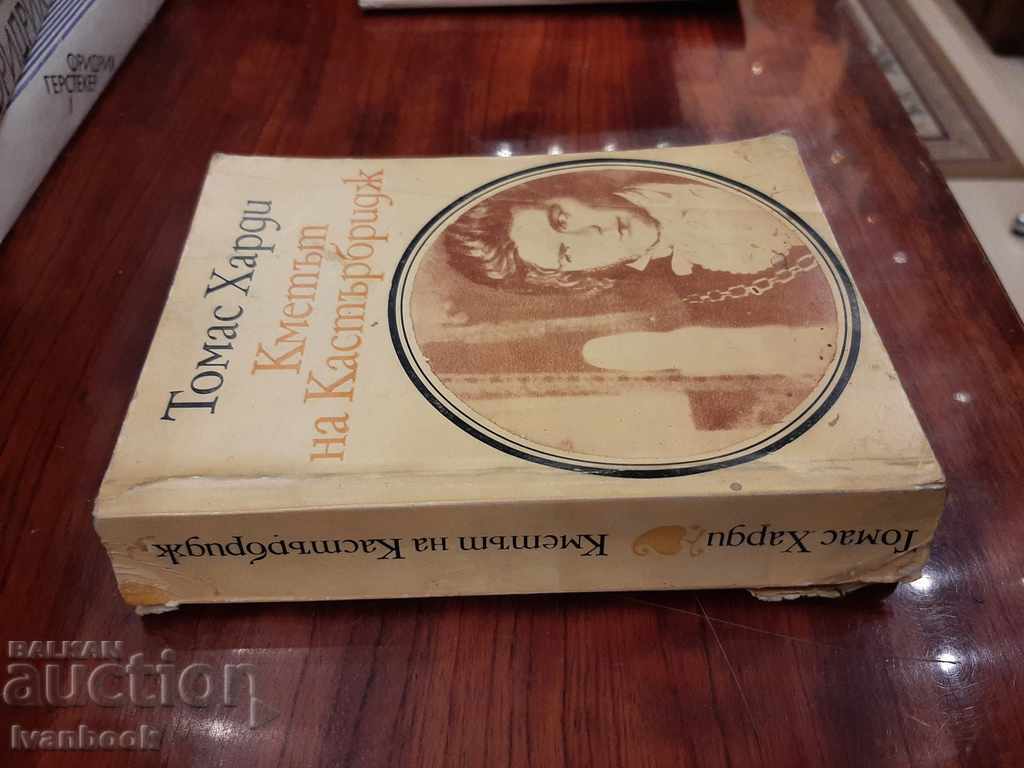 Томас Харди
Кметът
на Кастърбридж
Томас Харди Кметът на Кастърбридж
ФРИДРИХ
ГЕРСТЕКЕР
BALKAN
auction
Ivanbook